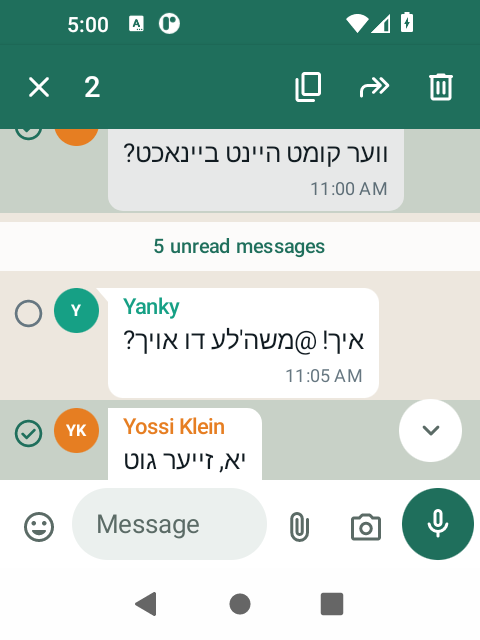 5:00
A
2
ווער קומט היינט ביינאכט?
11:00 AM
5 unread messages
Y
Yanky
איך! @משה'לע דו אויך?
11:05 AM
YK
Yossi Klein
יא, זייער גוט
Message